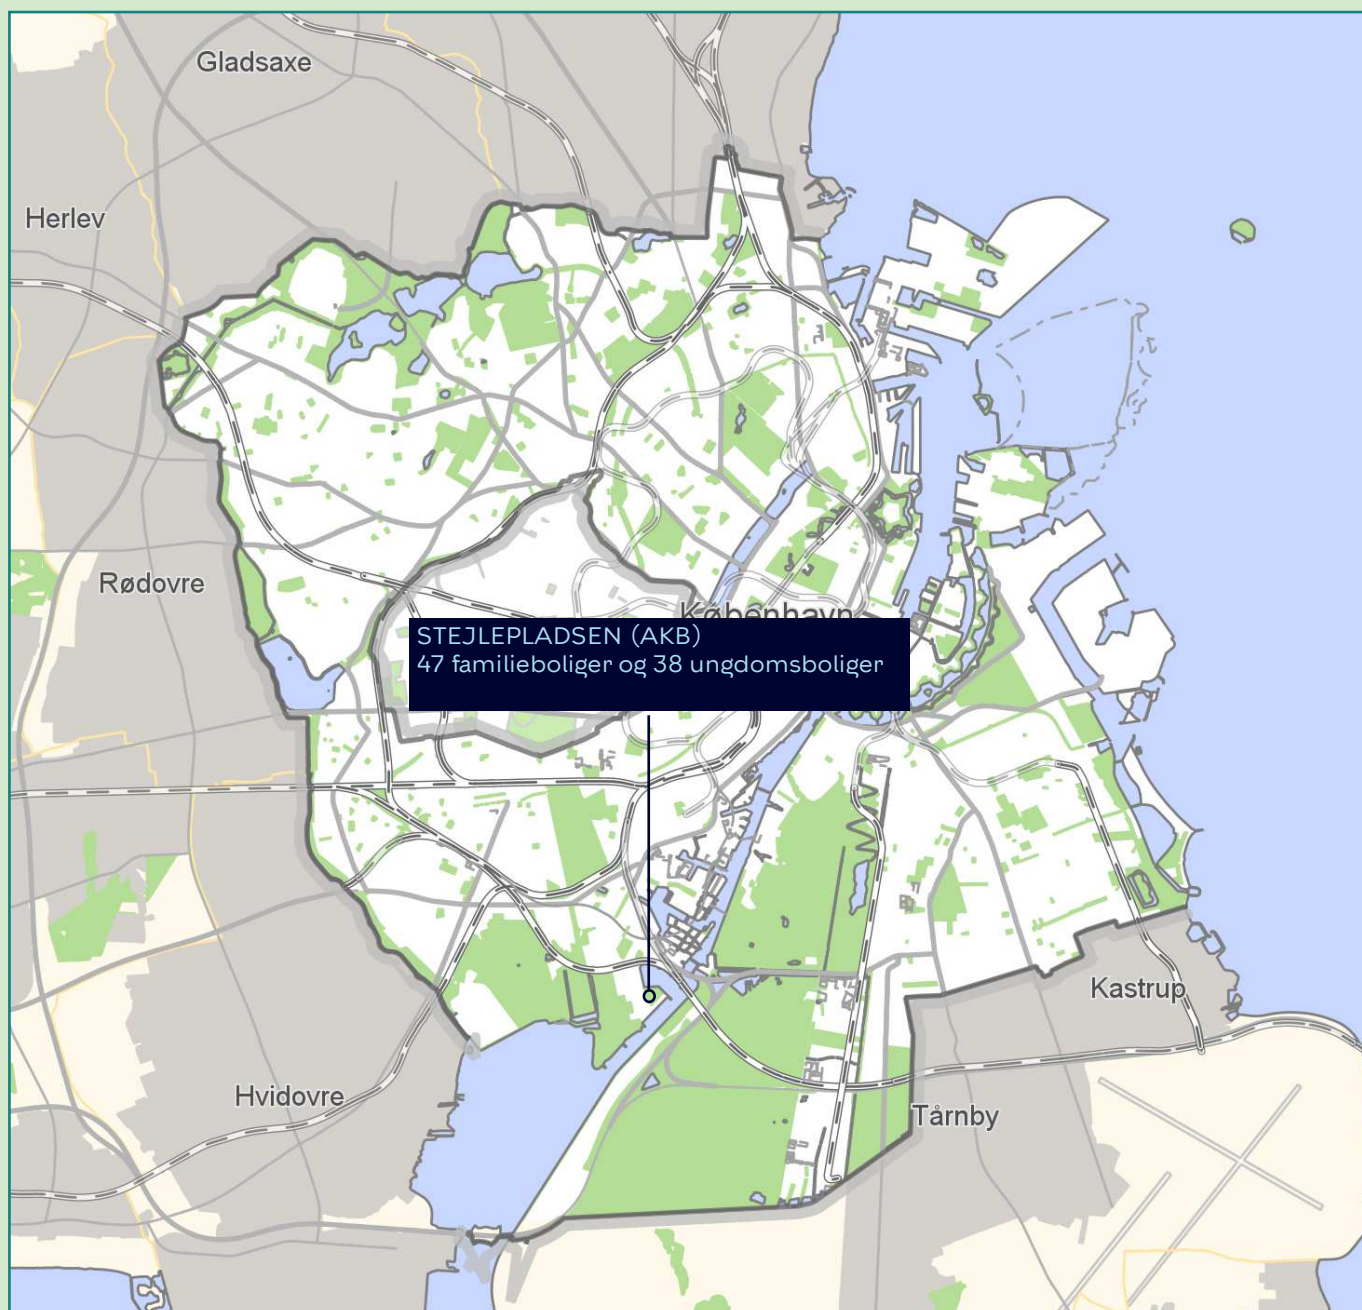 Gladsaxe
Herlev
Rødovre
København
STEJLEPLADSEN (AKB)
47 familieboliger og 38 ungdomsboliger
Kastrup
Hvidovre
Tårnby